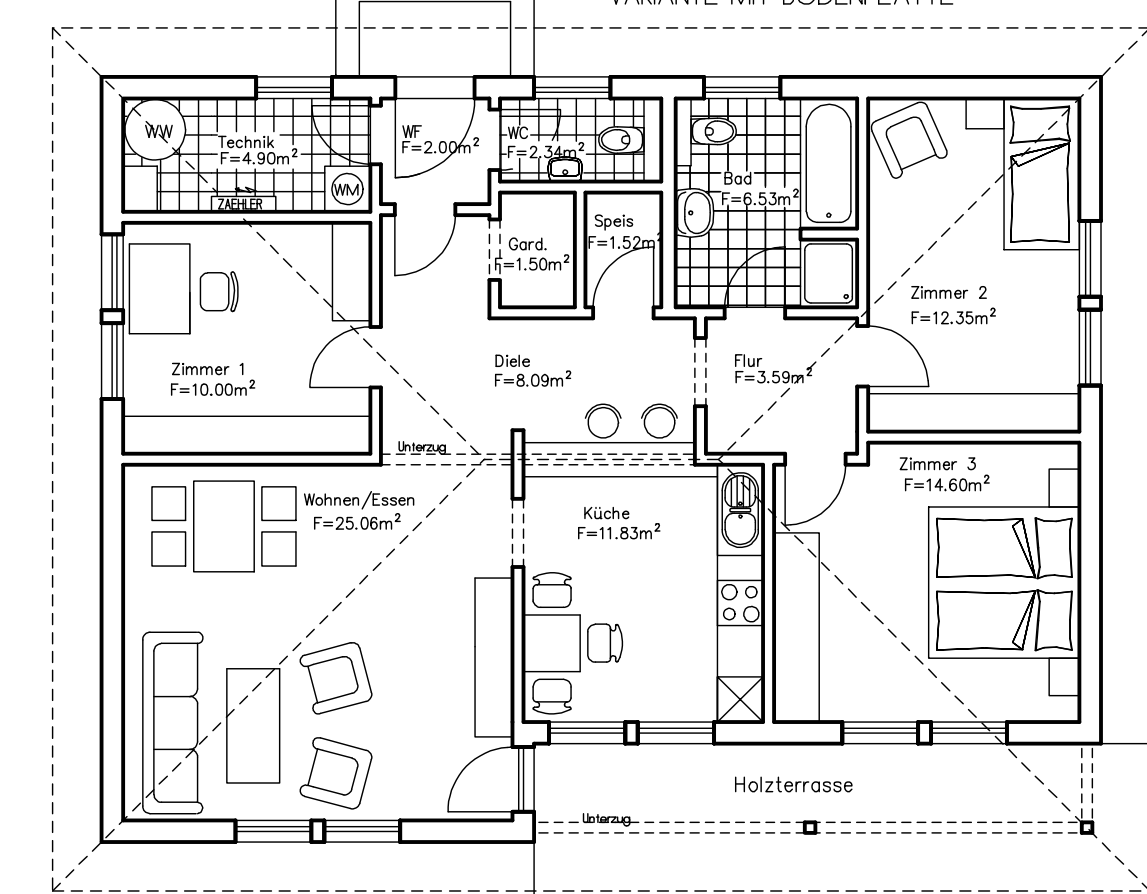 VARIANTE MIT BODENPLATTE
WW
Technik
F=4.90m²
WM
ZAEHLER
WF
F=2.00m²
WC
F=2.34m²
Bad
F=6.53m²
Gard.
F=1.50m²
Speis
F=1.52m²
Zimmer 2
F=12.35m²
Zimmer 1
F=10.00m²
Diele
F=8.09m²
Flur
F=3.59m²
Unterzug
Zimmer 3
F=14.60m²
Wohnen/Essen
F=25.06m²
Küche
F=11.83m²
Holzterrasse
Unterzug